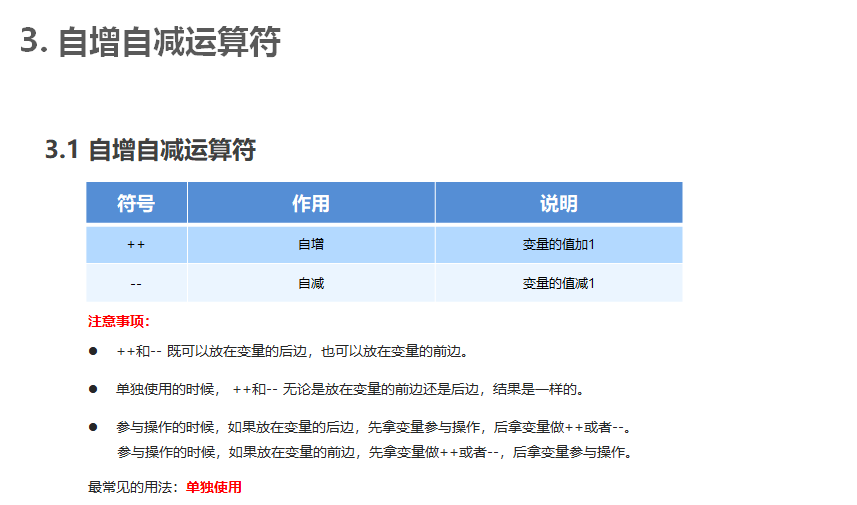 3. 自增自减运算符
3.1 自增自减运算符
符号 作用 说明
++ 自增 变量的值加1
-- 自减 变量的值减1
注意事项：
● ++和-- 既可以放在变量的后边，也可以放在变量的前边。
● 单独使用的时候， ++和-- 无论是放在变量的前边还是后边，结果是一样的。
● 参与操作的时候，如果放在变量的后边，先拿变量参与操作，后拿变量做++或者--。
参与操作的时候，如果放在变量的前边，先拿变量做++或者--，后拿变量参与操作。
最常见的用法：单独使用